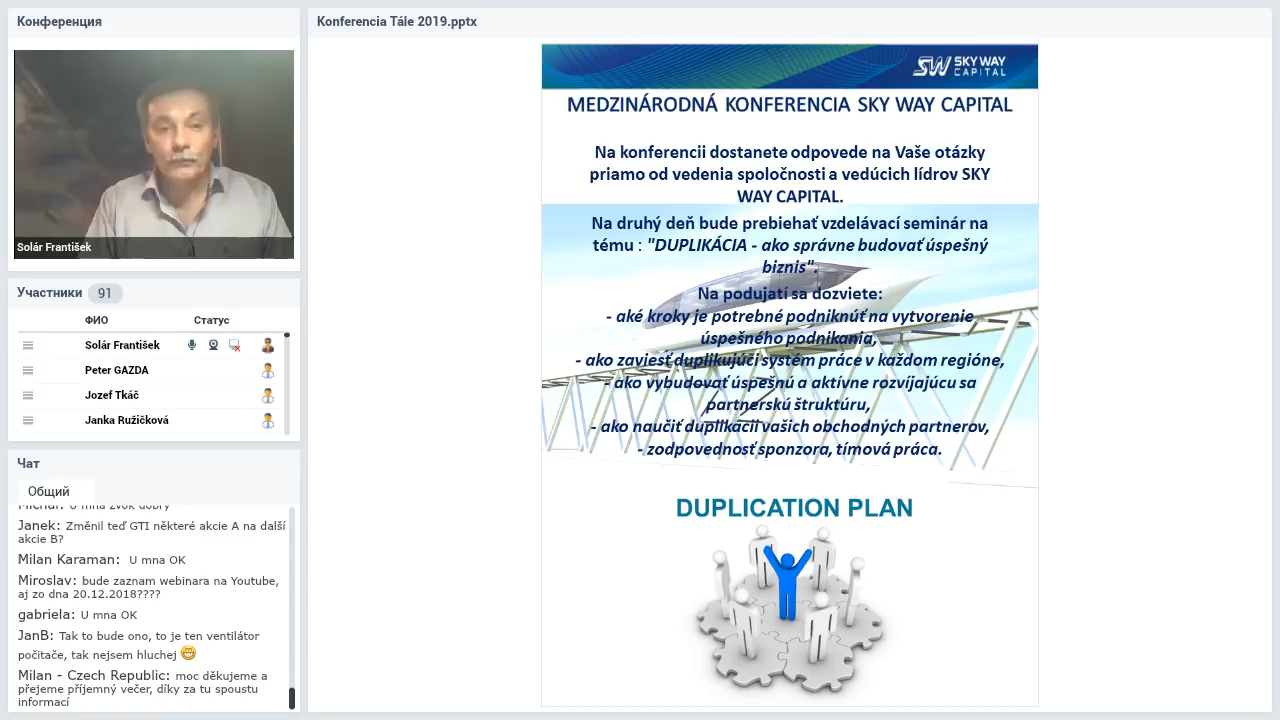 Конференция
Solár František
Участники 91
ФИО Статус
Solár František
Peter GAZDA
Jozef Tkáč
Janka Ružičková
Чат
Общий
Michal: U mna zvok dobry
Janek: Změnil teď GTI některé akcie A na další
akcie B?
Milan Karaman: U mna OK
Miroslav: bude zaznam webinara na Youtube,
aj zo dna 20.12.2018????
gabriela: U mna OK
JanB: Tak to bude ono, to je ten ventilátor
počitače, tak nejsem hluchej
Milan - Czech Republic: moc děkujeme a
přejeme příjemný večer, díky za tu spoustu
informací
Konferencia Tále 2019.pptx
SW SKY WAY
CAPITAL
MEDZINÁRODNÁ KONFERENCIA SKY WAY CAPITAL
Na konferencii dostanete odpovede na Vaše otázky
priamo od vedenia spoločnosti a vedúcich lídrov SKY
WAY CAPITAL.
Na druhý deň bude prebiehať vzdelávací seminár na
tému : "DUPLIKÁCIA - ako správne budovať úspešný
biznis".
Na podujatí sa dozviete:
- aké kroky je potrebné podniknúť na vytvorenie
úspešného podnikania,
- ako zaviesť duplikujúci systém práce v každom regióne,
- ako vybudovať úspešnú a aktívne rozvíjajúcu sa
partnerskú štruktúru,
- ako naučiť duplikácii vašich obchodných partnerov,
- zodpovednosť sponzora, tímová práca.
DUPLICATION PLAN